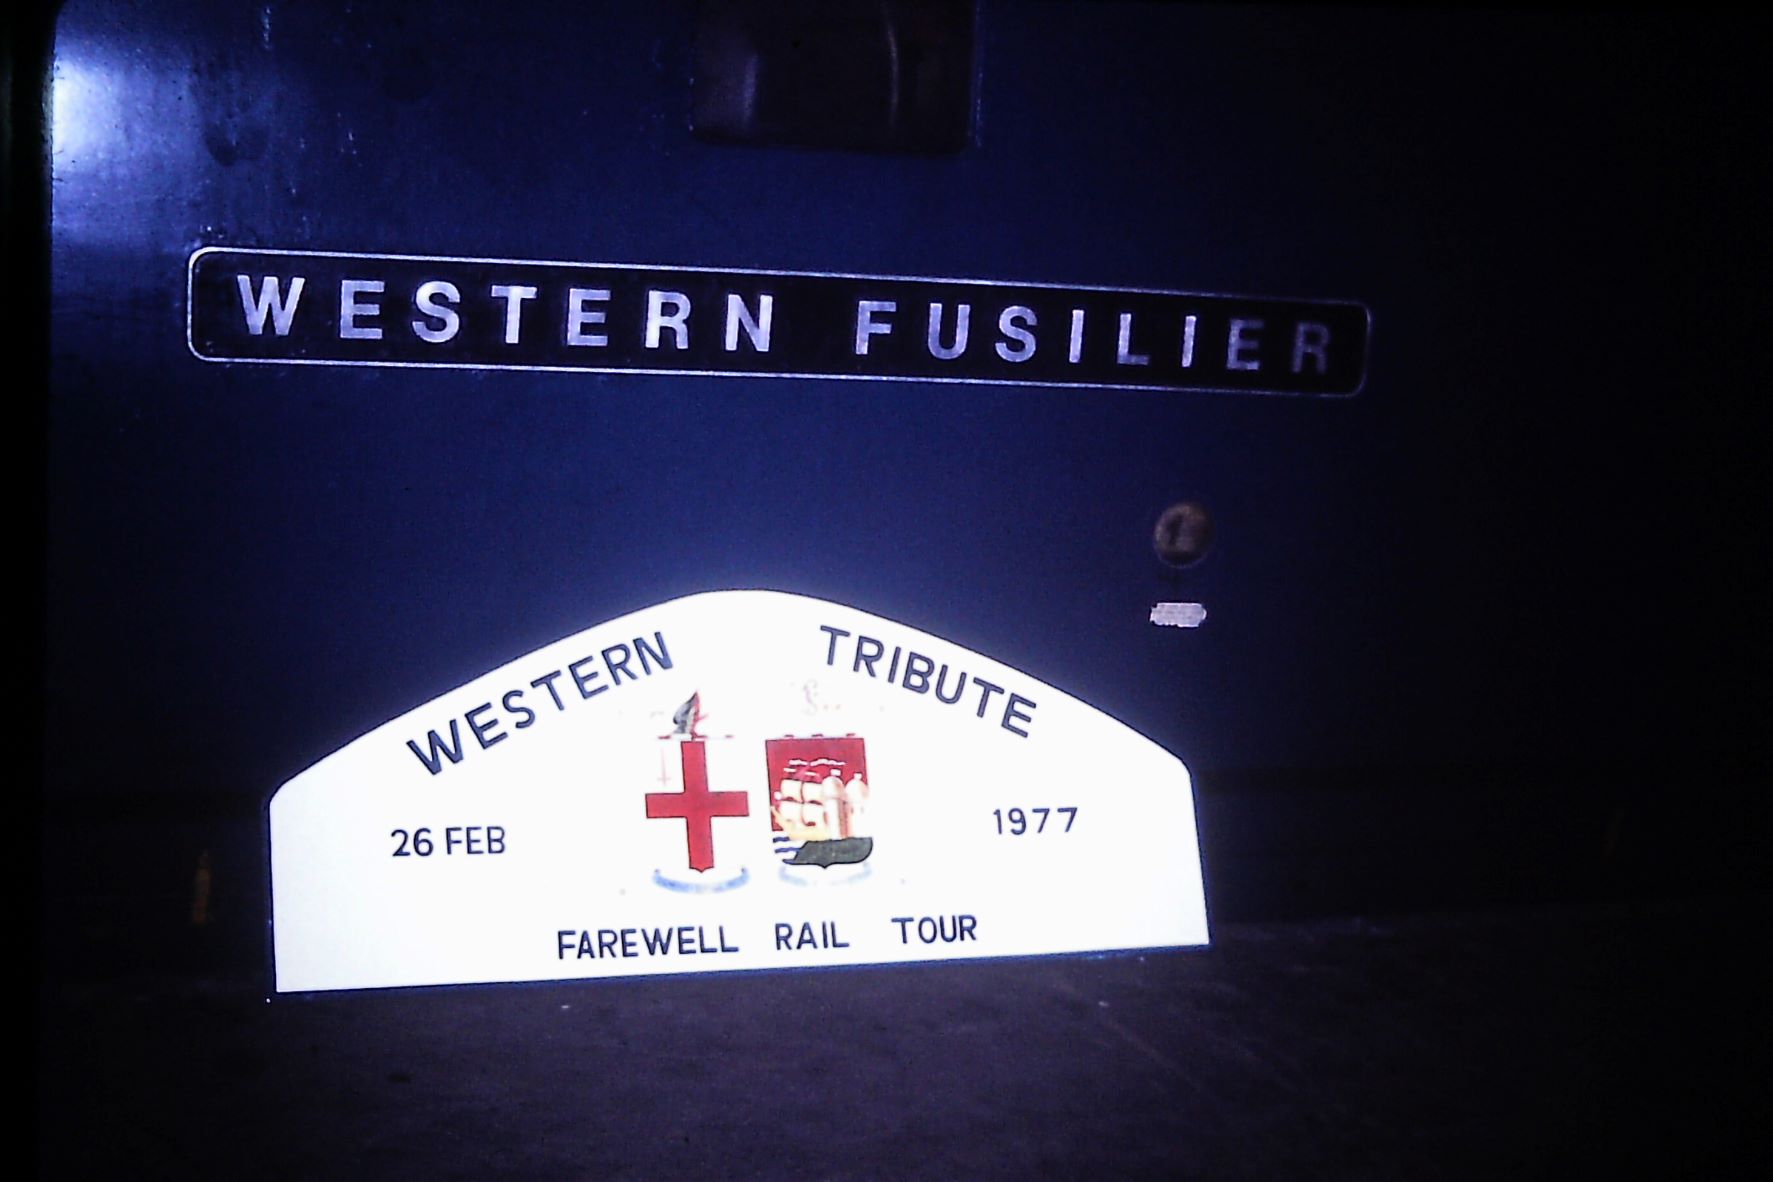 WESTERN FUSILIER
WESTERN TRIBUTE
26 FEB 1977
FAREWELL RAIL TOUR